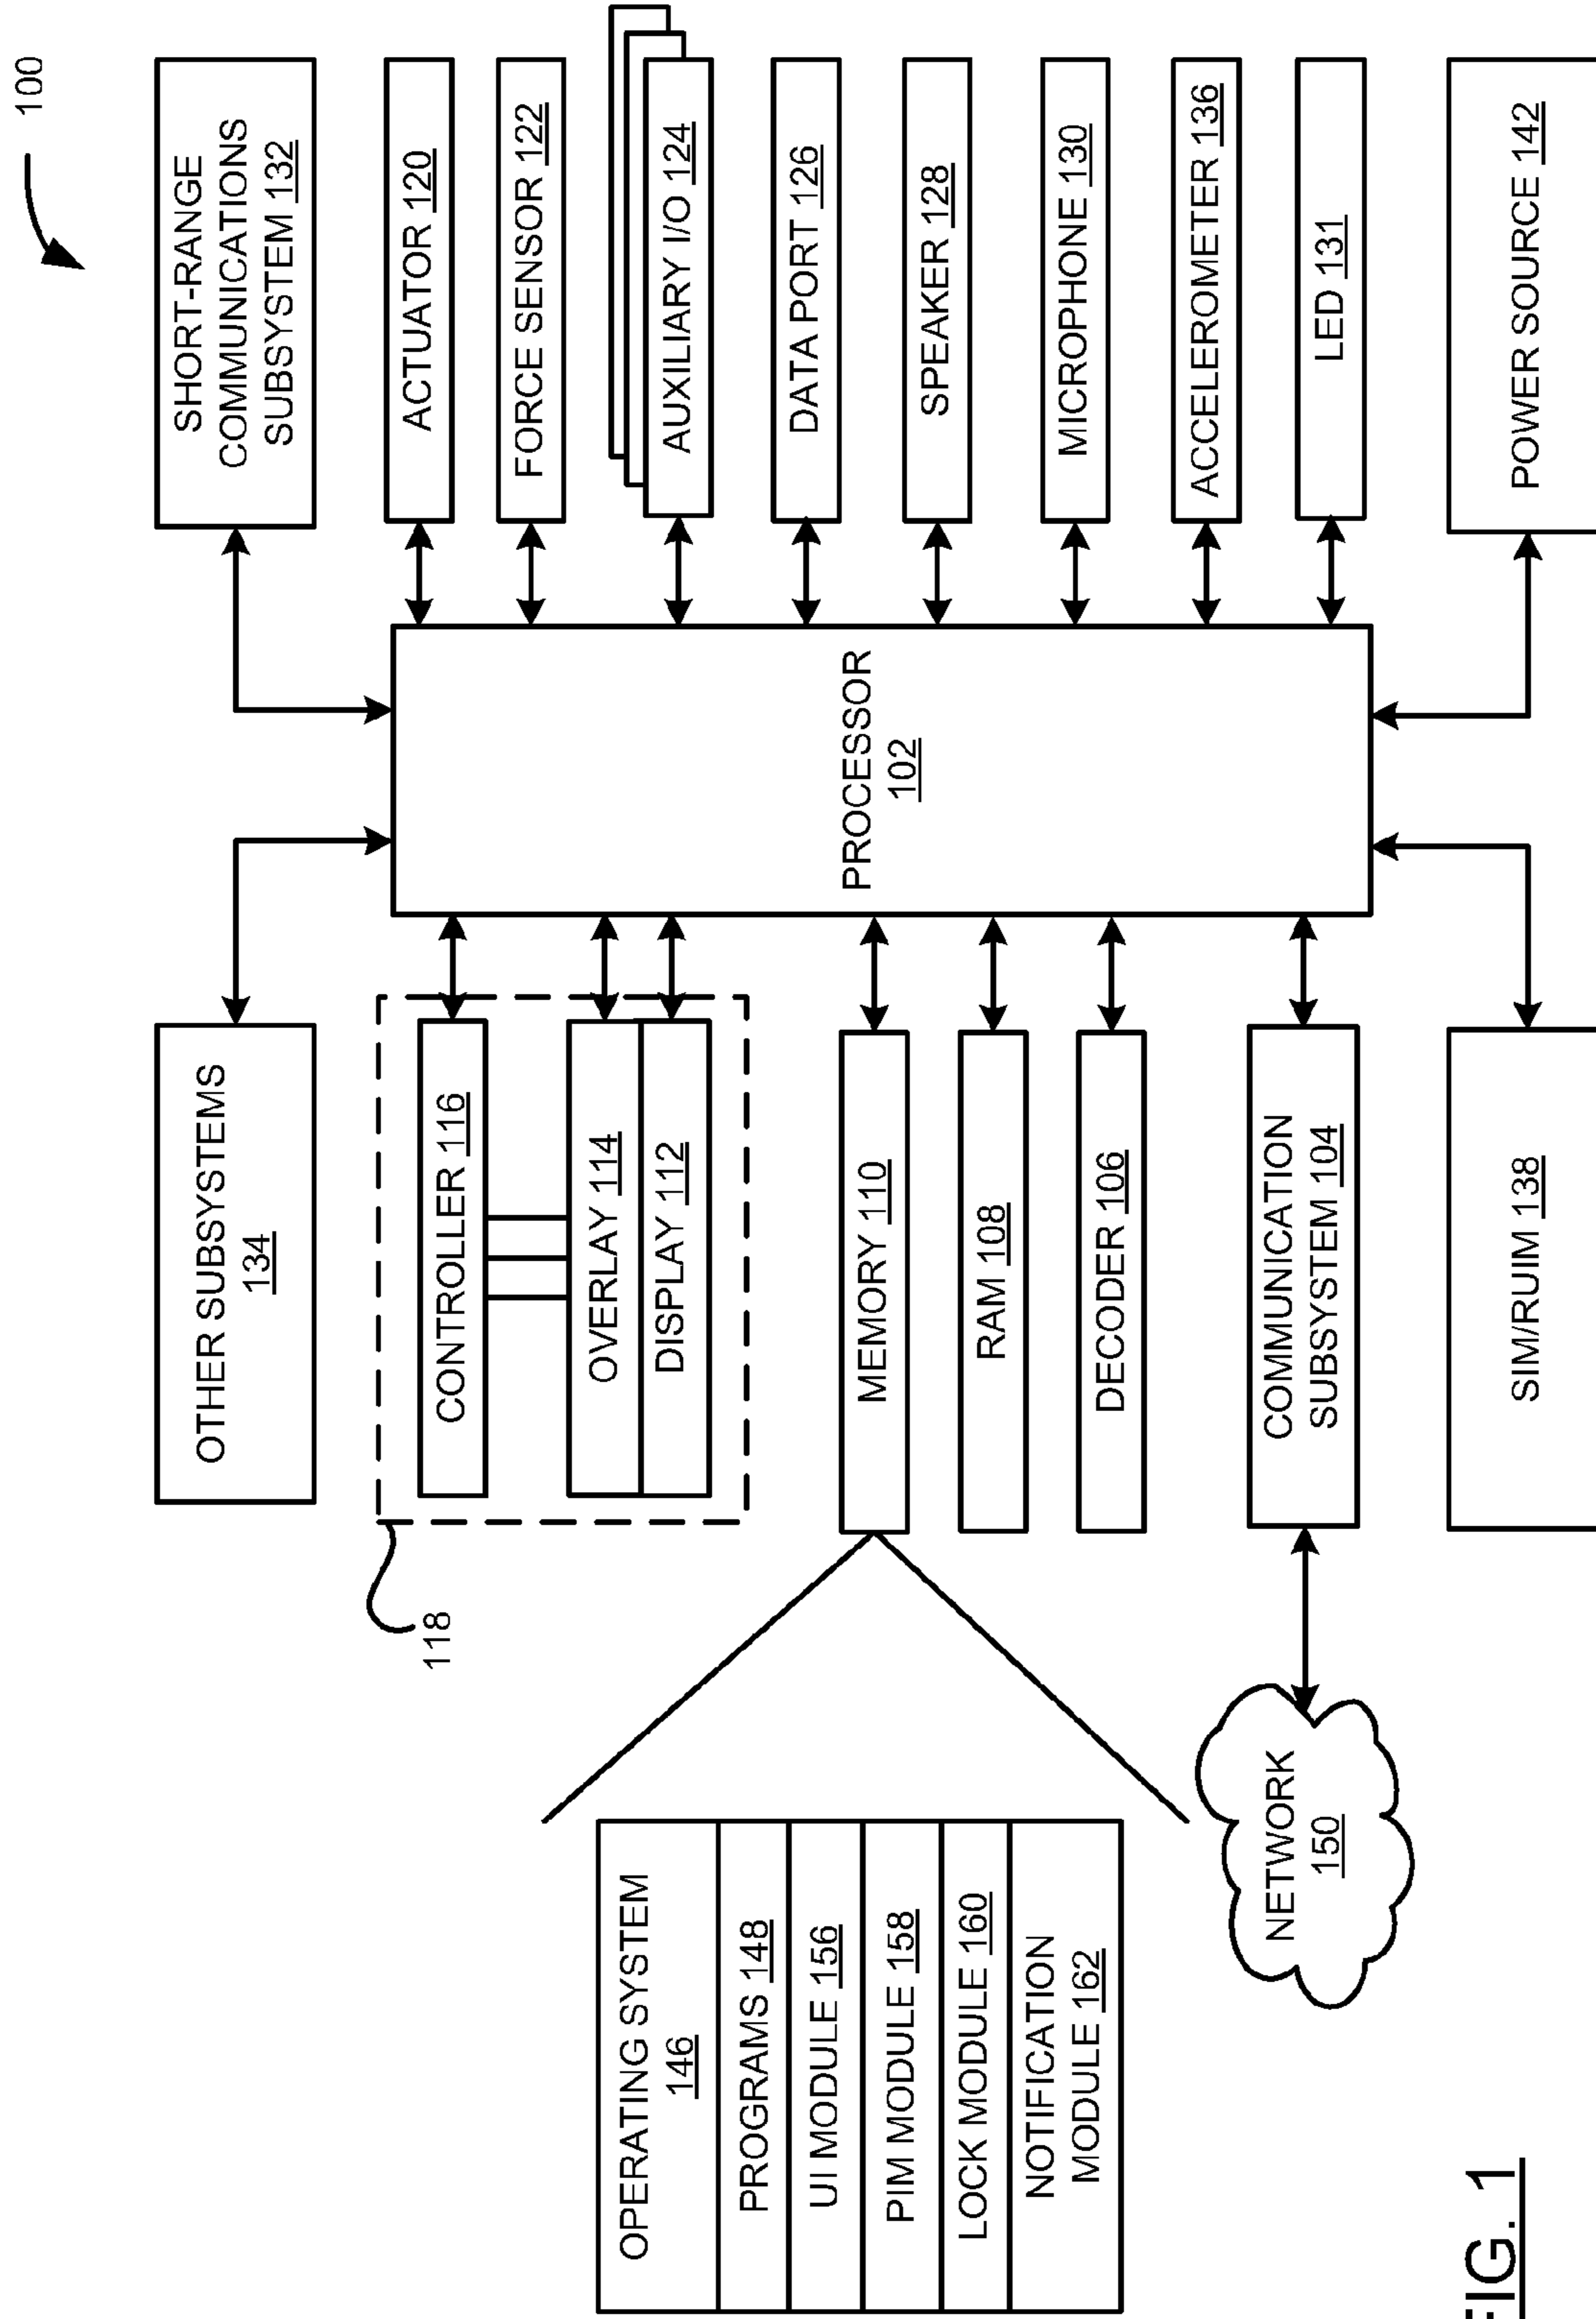 100
OTHER SUBSYSTEMS
134
SHORT-RANGE
COMMUNICATIONS
SUBSYSTEM 132
118
CONTROLLER 116
OVERLAY 114
DISPLAY 112
MEMORY 110
RAM 108
DECODER 106
COMMUNICATION
SUBSYSTEM 104
SIM/RUIM 138
PROCESSOR
102
ACTUATOR 120
FORCE SENSOR 122
AUXILIARY I/O 124
DATA PORT 126
SPEAKER 128
MICROPHONE 130
ACCELEROMETER 136
LED 131
POWER SOURCE 142
OPERATING SYSTEM
146
PROGRAMS 148
UI MODULE 156
PIM MODULE 158
LOCK MODULE 160
NOTIFICATION
MODULE 162
NETWORK
150
FIG. 1